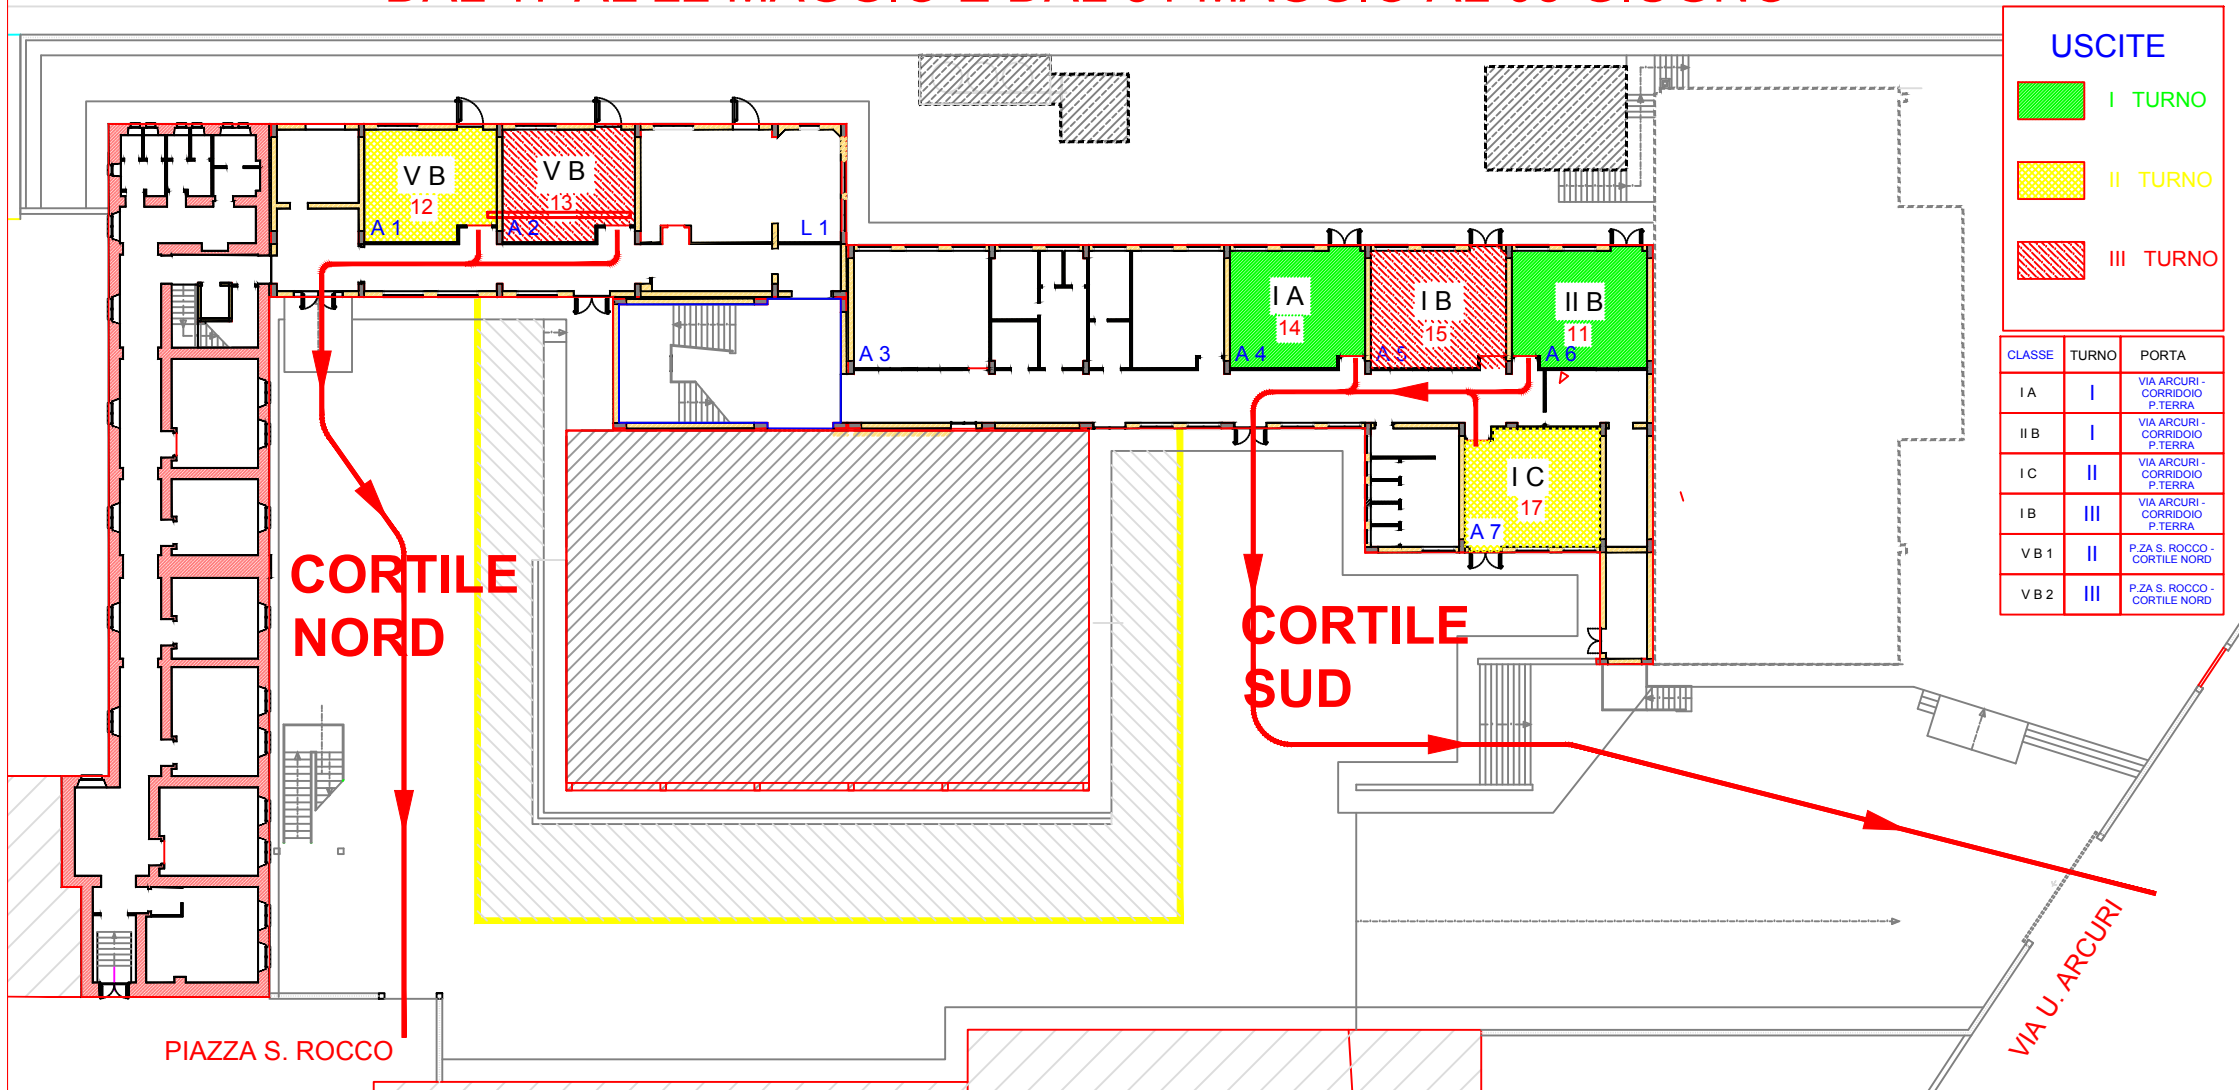 USCITE
I TURNO
II TURNO
III TURNO
CLASSE TURNO PORTA
I A I VIA ARCURI -
CORRIDOIO
P.TERRA
II B I VIA ARCURI -
CORRIDOIO
P.TERRA
I C II VIA ARCURI -
CORRIDOIO
P.TERRA
I B III VIA ARCURI -
CORRIDOIO
P.TERRA
V B 1 II P.ZA S. ROCCO -
CORTILE NORD
V B 2 III P.ZA S. ROCCO -
CORTILE NORD
V B
12
A 1
V B
13
A 2
L 1
A 3
I A
14
A 4
I B
15
A 5
II B
11
A 6
I C
17
A 7
CORTILE
NORD
CORTILE
SUD
PIAZZA S. ROCCO
VIA U. ARCURI